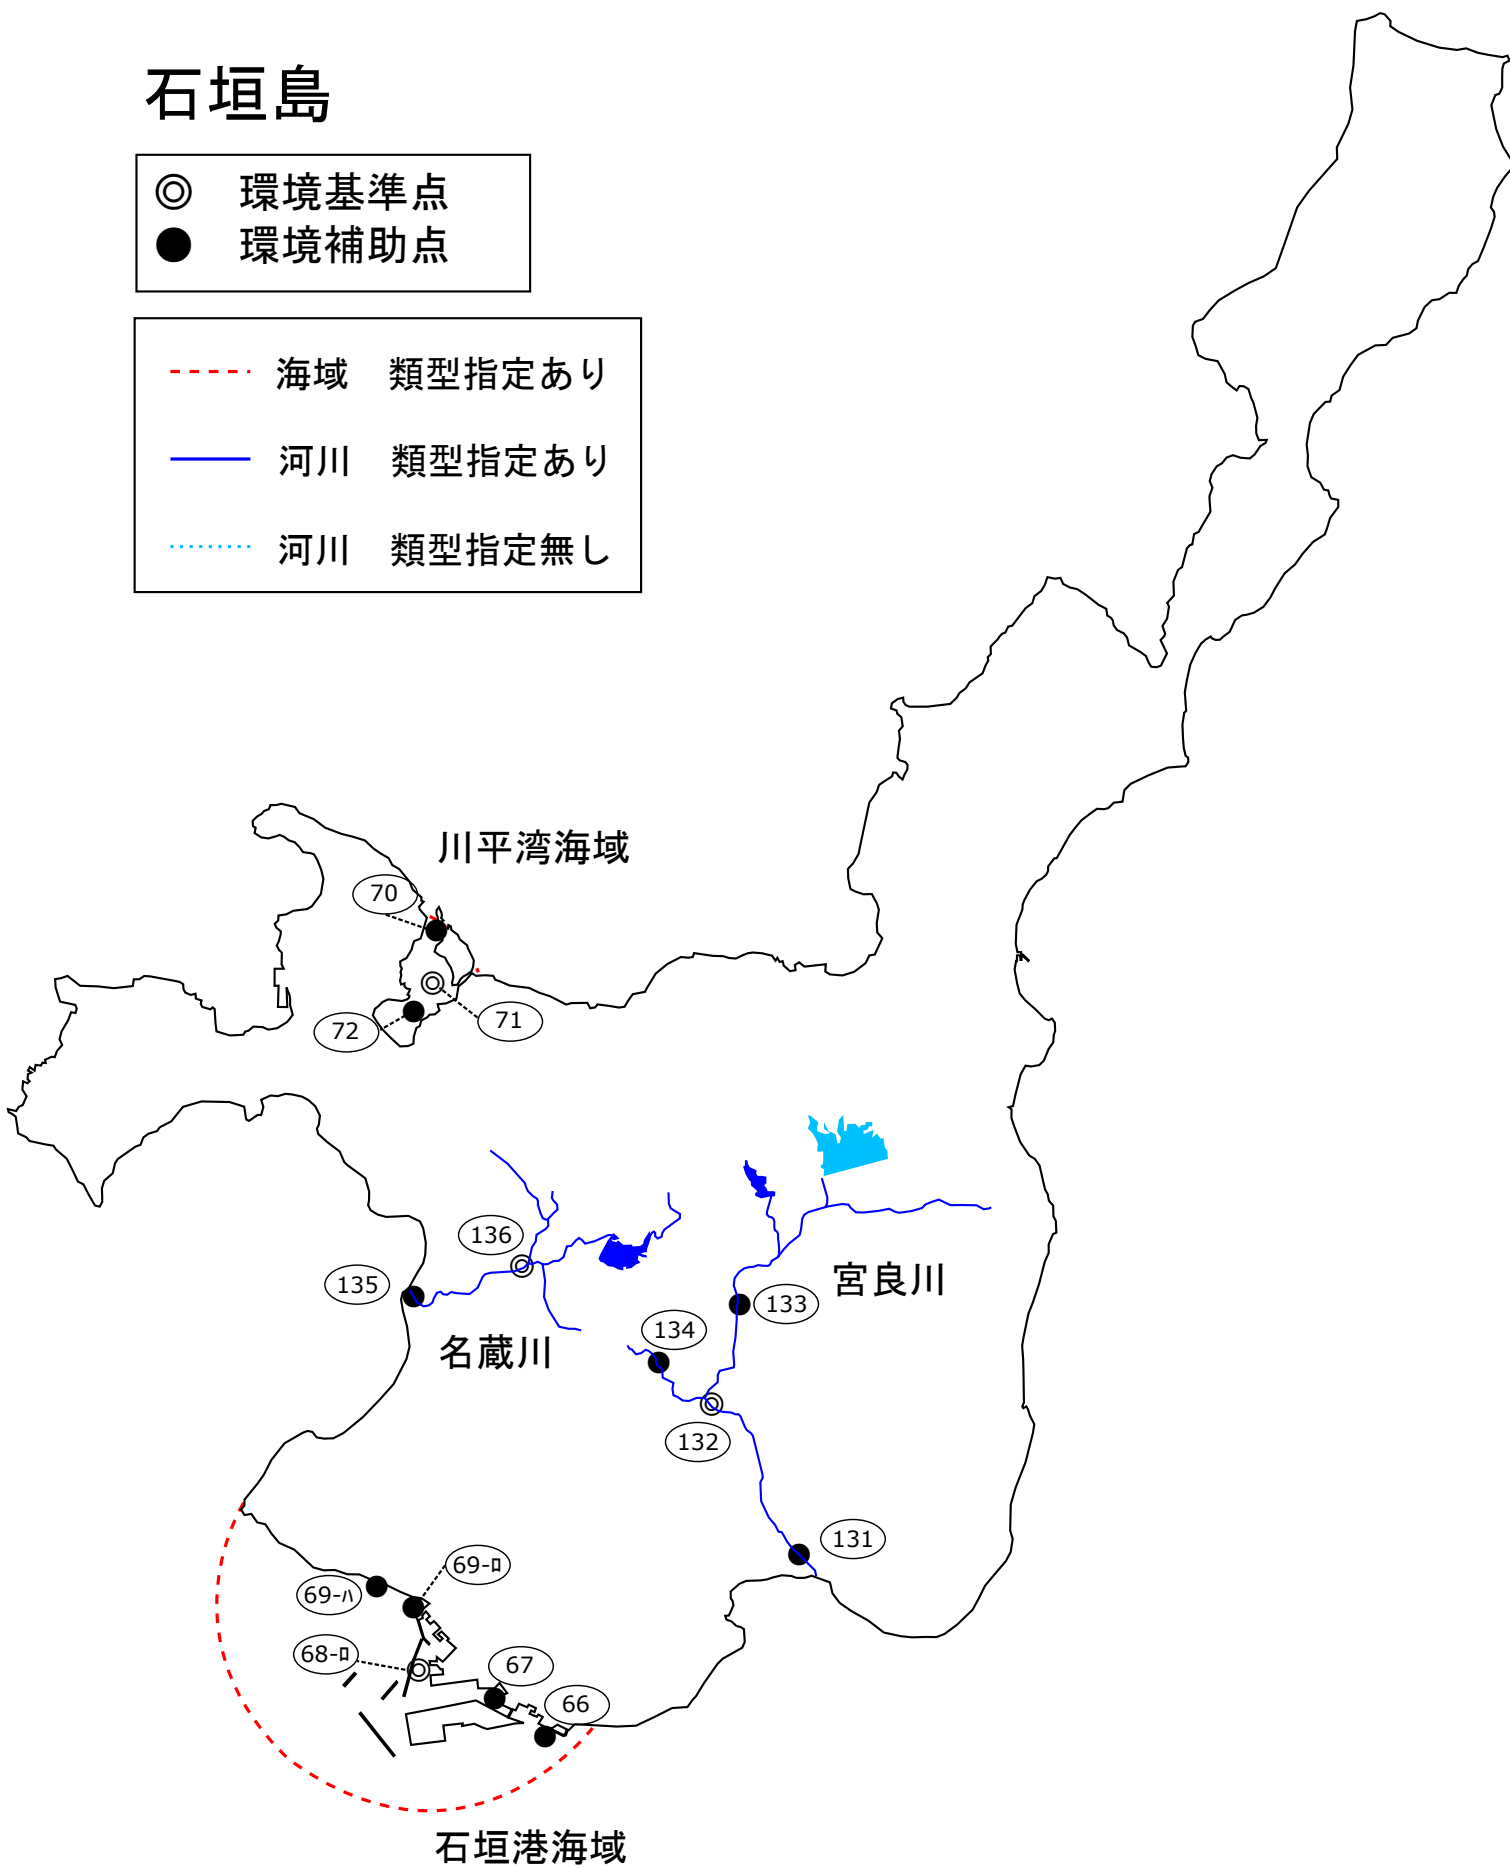 石垣島
環境基準点
環境補助点
海域　類型指定あり
河川　類型指定あり
河川　類型指定無し
川平湾海域
70
71
72
136
135
名蔵川
宮良川
133
134
132
131
69-ﾛ
69-ﾊ
68-ﾛ
67
66
石垣港海域